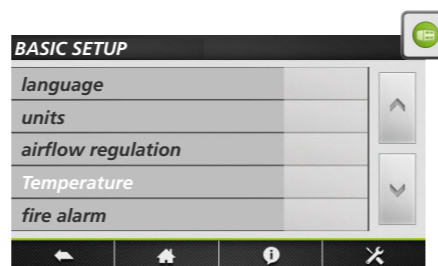 BASIC SETUP
language
units
airflow regulation
Temperature
fire alarm